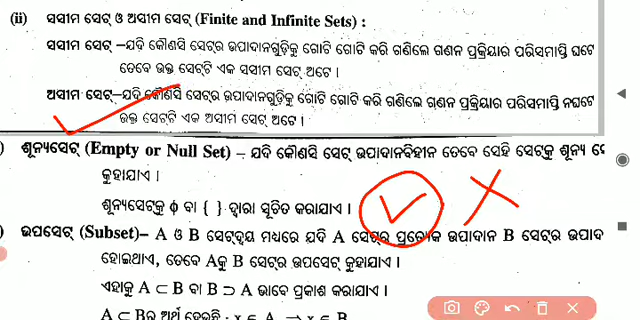 (ii) ସସୀମ ସେଟ୍ ଓ ଅସୀମ ସେଟ୍ (Finite and Infinite Sets) :
ସସୀମ ସେଟ୍ –ଯଦି କୌଣସି ସେଟ୍‌ର ଉପାଦାନଗୁଡ଼ିକୁ ଗୋଟି ଗୋଟି କରି ଗଣିଲେ ଗଣନ ପ୍ରକ୍ରିୟାର ପରିସମାପ୍ତି ଘଟେ
ତେବେ ଉକ୍ତ ସେଟ୍‌ଟି ଏକ ସସୀମ ସେଟ୍ ଅଟେ ।
ଅସୀମ ସେଟ୍–ଯଦି କୌଣସି ସେଟ୍‌ର ଉପାଦାନଗୁଡ଼ିକୁ ଗୋଟି ଗୋଟି କରି ଗଣିଲେ ଗଣନ ପ୍ରକ୍ରିୟାର ପରିସମାପ୍ତି ନଘଟେ
ଉକ୍ତ ସେଟ୍‌ଟି ଏକ ଅସୀମ ସେଟ୍ ଅଟେ ।
) ଶୂନ୍ୟସେଟ୍ (Empty or Null Set) – ଯଦି କୌଣସି ସେଟ୍ ଉପାଦାନବିହୀନ ତେବେ ସେହି ସେଟ୍‌କୁ ଶୂନ୍ୟ
କୁହାଯାଏ ।
ଶୂନ୍ୟସେଟ୍‌କୁ ϕ ବା { } ଦ୍ୱାରା ସୂଚିତ କରାଯାଏ ।
) ଉପସେଟ୍ (Subset)– A ଓ B ସେଟ୍‌ଦ୍ୱୟ ମଧ୍ୟରେ ଯଦି A ସେଟ୍‌ର ପ୍ରତ୍ୟେକ ଉପାଦାନ B ସେଟ୍‌ର ଉପାଦ
ହୋଇଥାଏ, ତେବେ Aକୁ B ସେଟ୍‌ର ଉପସେଟ୍ କୁହାଯାଏ ।
ଏହାକୁ A ⊂ B ବା B ⊃ A ଭାବେ ପ୍ରକାଶ କରାଯାଏ ।
A ⊂ Bର ଅର୍ଥ ହେଉଛି : x ∈ A ⇒ x ∈ B